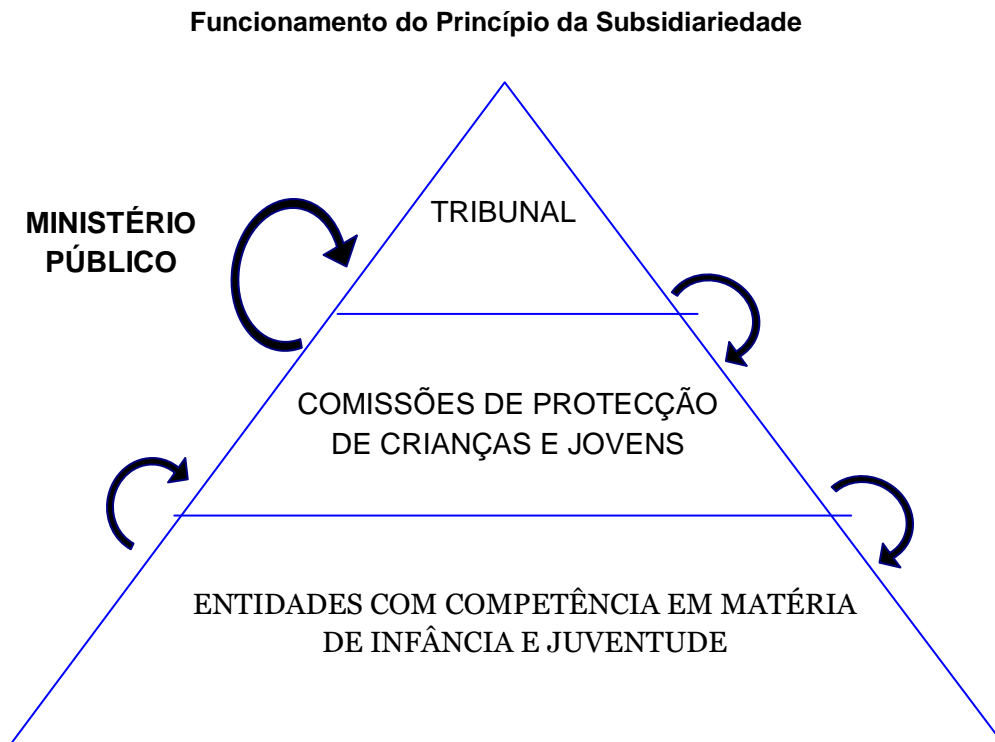 Funcionamento do Princípio da Subsidiariedade
TRIBUNAL
MINISTÉRIO
PÚBLICO
COMISSÕES DE PROTECÇÃO
DE CRIANÇAS E JOVENS
ENTIDADES COM COMPETÊNCIA EM MATÉRIA
DE INFÂNCIA E JUVENTUDE